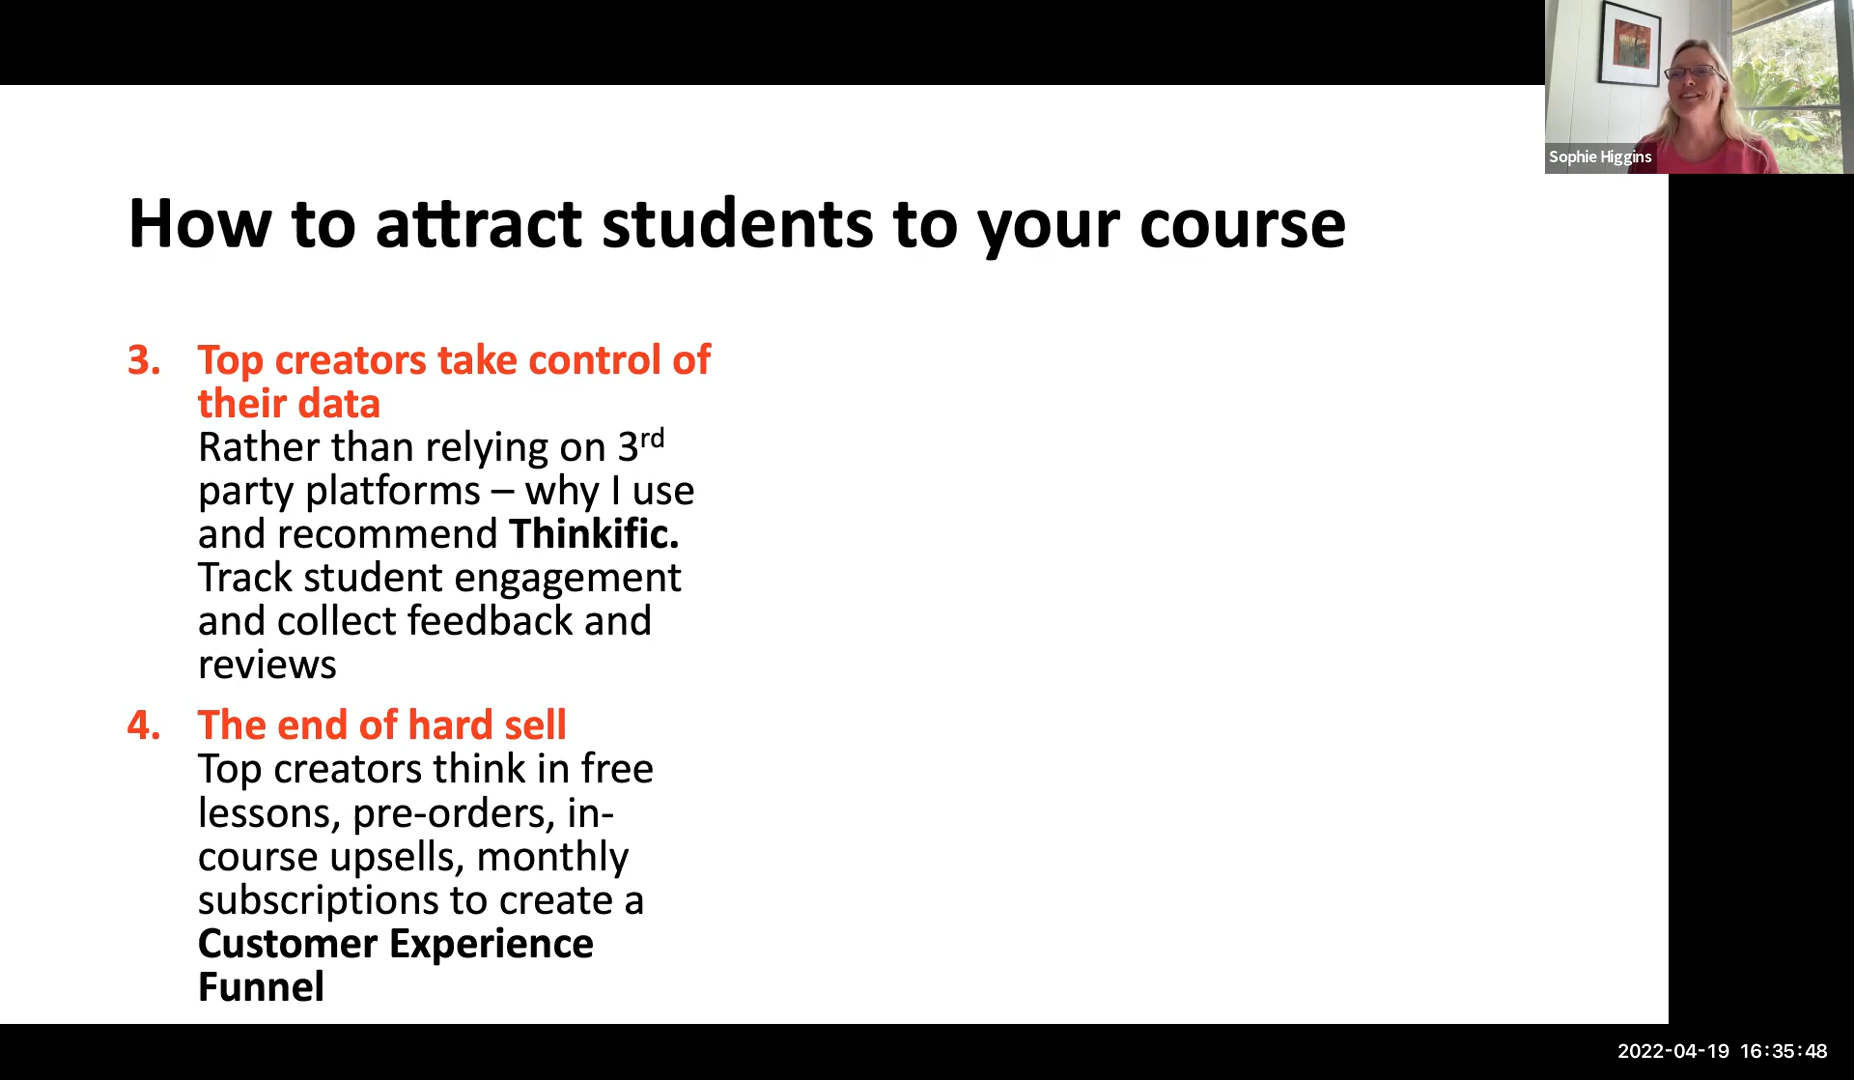 Sophie Higgins
How to attract students to your course
3. Top creators take control of
their data
Rather than relying on 3rd
party platforms – why I use
and recommend Thinkific.
Track student engagement
and collect feedback and
reviews
4. The end of hard sell
Top creators think in free
lessons, pre-orders, in-
course upsells, monthly
subscriptions to create a
Customer Experience
Funnel
2022-04-19 16:35:48